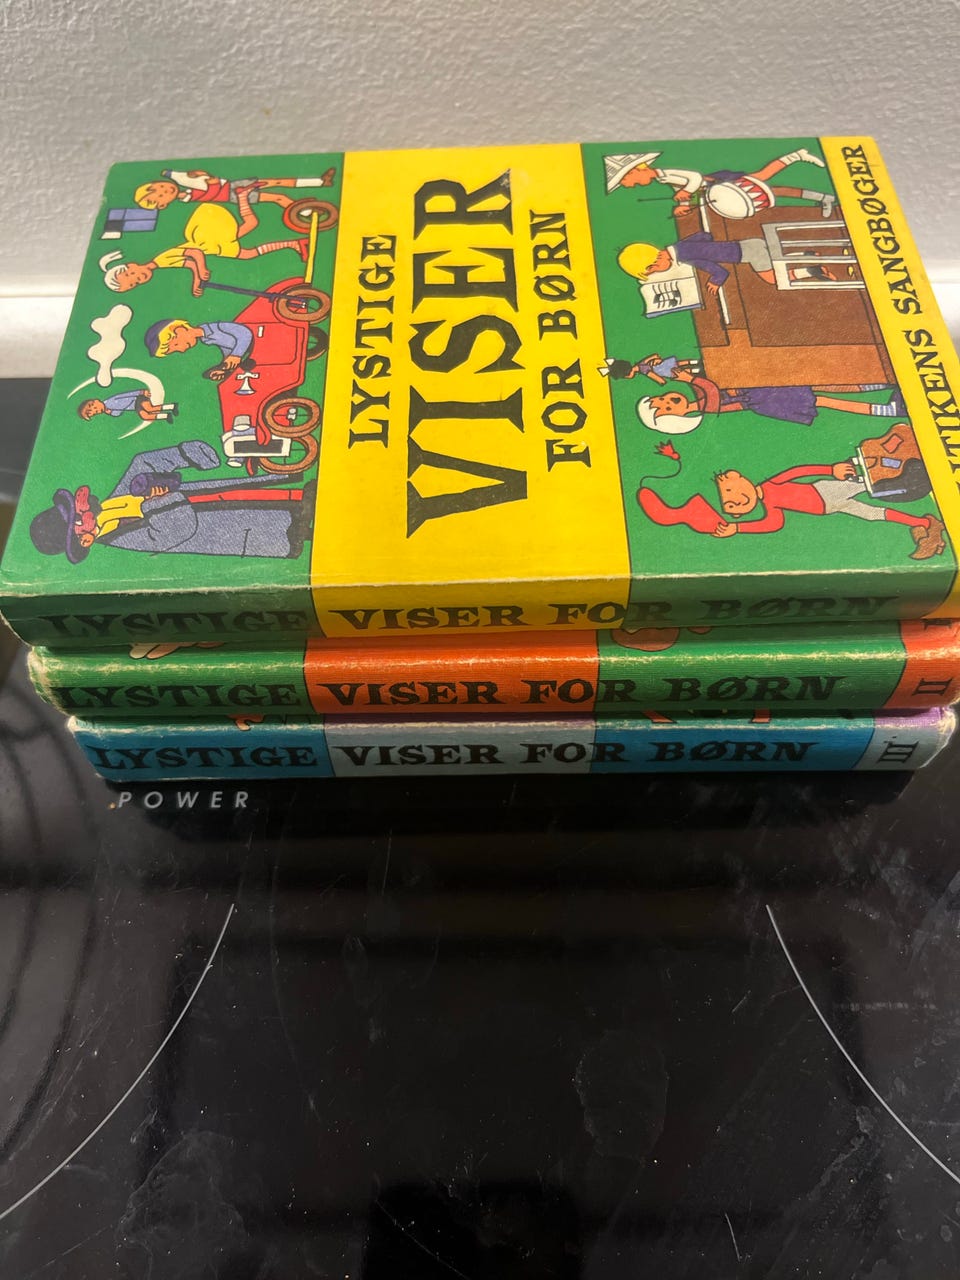 LYSTIGE
VISER
FOR BØRN
POLITIKENS SANGBØGER
LYSTIGE VISER FOR BØRN
LYSTIGE VISER FOR BØRN II
LYSTIGE VISER FOR BØRN III
POWER